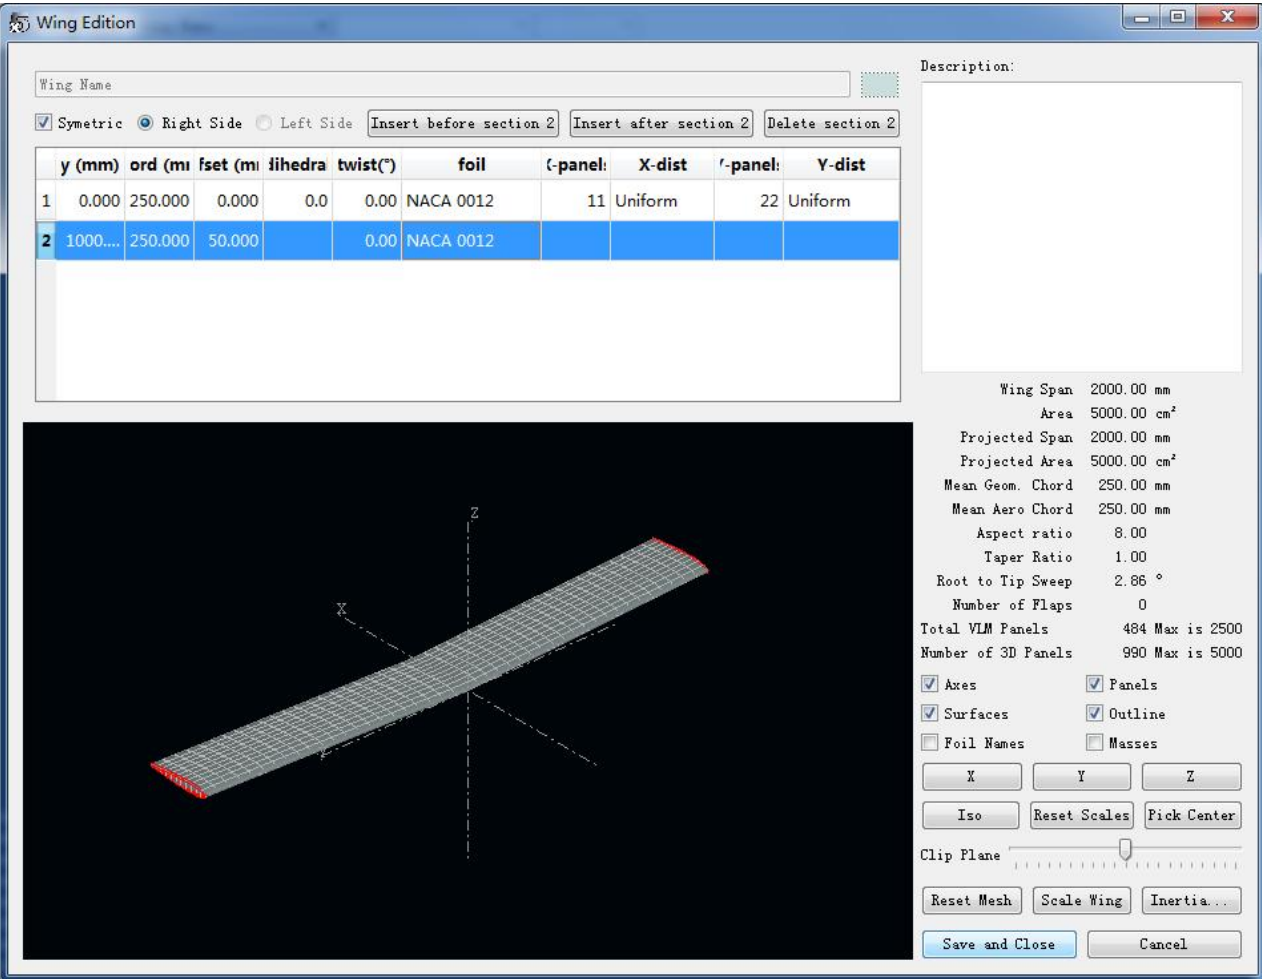 Wing Edition
Description:
Wing Name
Symetric Right Side Left Side Insert before section 2 Insert after section 2 Delete section 2
y (mm) ord (mr fset (mr dihedra twist(°) foil X-panels X-dist Y-panels Y-dist
1 0.000 250.000 0.000 0.0 0.00 NACA 0012 11 Uniform 22 Uniform
2 1000.... 250.000 50.000 0.00 NACA 0012
Wing Span 2000.00 mm
Area 5000.00 cm²
Projected Span 2000.00 mm
Projected Area 5000.00 cm²
Mean Geom. Chord 250.00 mm
Mean Aero Chord 250.00 mm
Aspect ratio 8.00
Taper Ratio 1.00
Root to Tip Sweep 2.86 °
Number of Flaps 0
Total VLM Panels 484 Max is 2500
Number of 3D Panels 990 Max is 5000
Z
X
Y
Axes Panels
Surfaces Outline
Foil Names Masses
X Y Z
Iso Reset Scales Pick Center
Clip Plane
Reset Mesh Scale Wing Inertia...
Save and Close Cancel